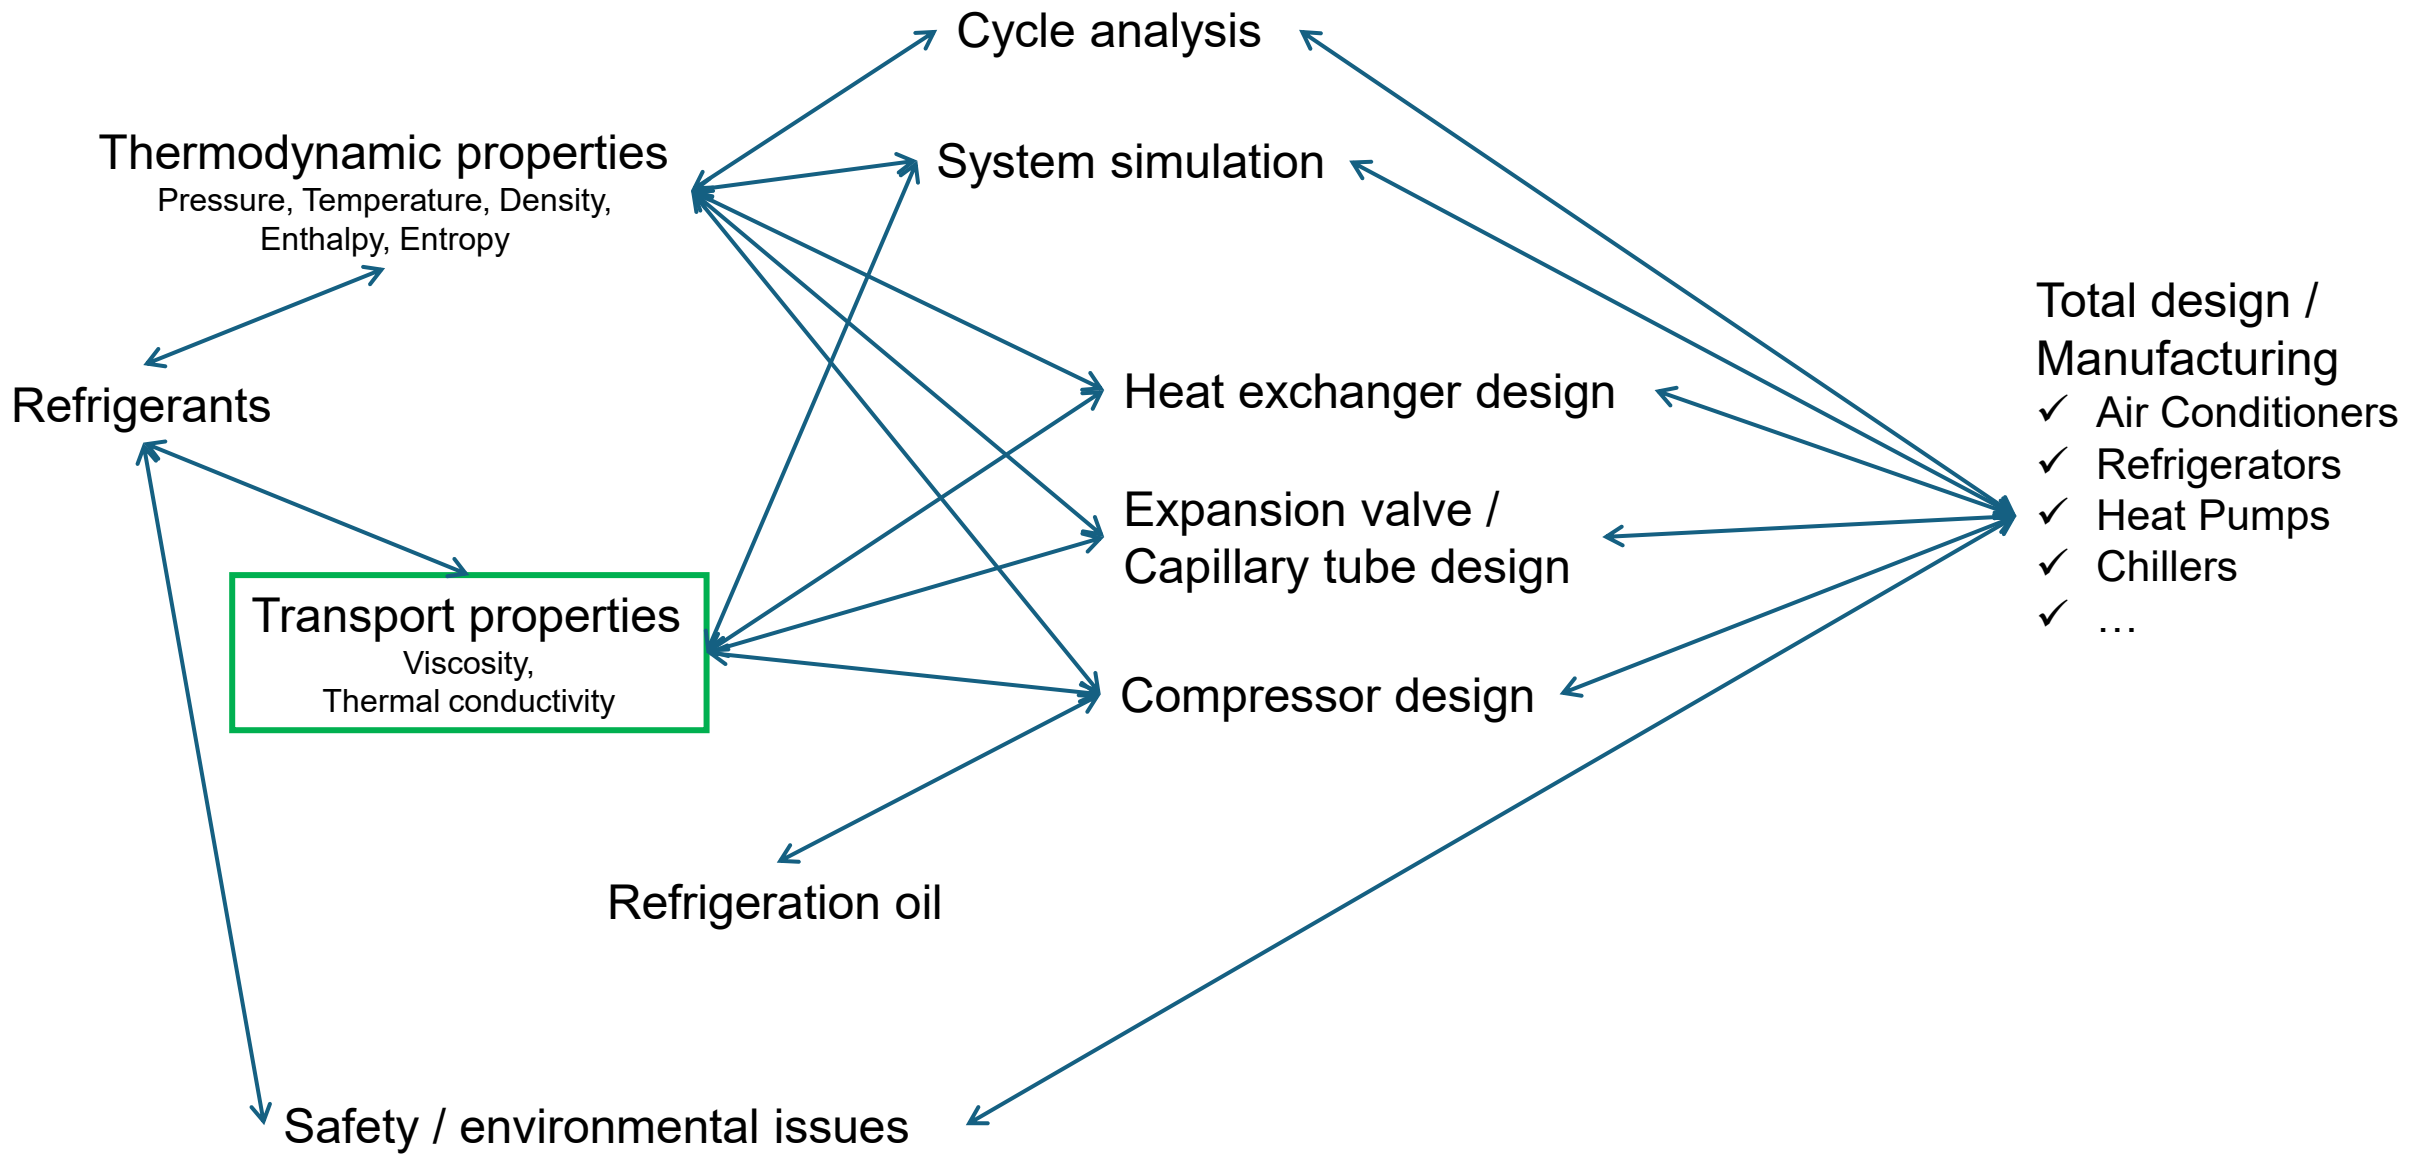 Cycle analysis
Thermodynamic properties
Pressure, Temperature, Density,
Enthalpy, Entropy
System simulation
Refrigerants
Heat exchanger design
Expansion valve /
Capillary tube design
Transport properties
Viscosity,
Thermal conductivity
Compressor design
Refrigeration oil
Safety / environmental issues
Total design /
Manufacturing
✓ Air Conditioners
✓ Refrigerators
✓ Heat Pumps
✓ Chillers
✓ …